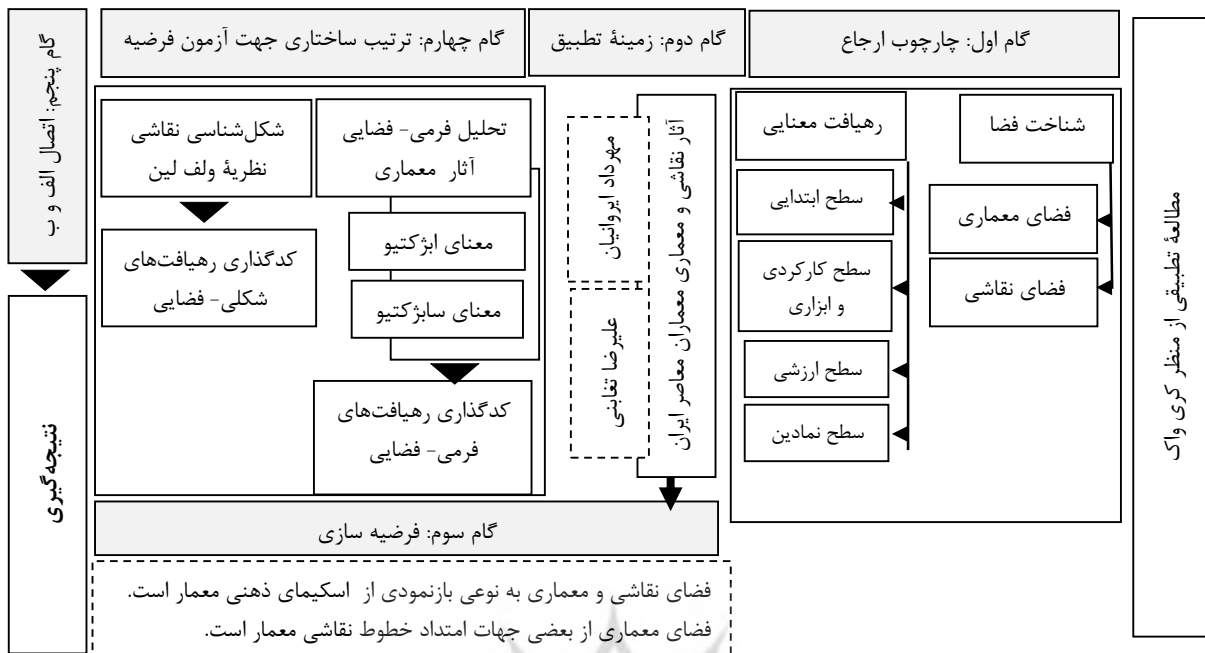 مطالعهٔ تطبیقی از منظر کری واک
گام اول: چارچوب ارجاع
شناخت فضا
فضای معماری
فضای نقاشی
رهیافت معنایی
سطح ابتدایی
سطح کارکردی
و ابزاری
سطح ارزشی
سطح نمادین
گام دوم: زمینهٔ تطبیق
آثار نقاشی و معماری معماران معاصر ایران
مهرداد ایروانیان
علیرضا تغابنی
گام سوم: فرضیه سازی
فضای نقاشی و معماری به نوعی بازنمودی از اسکیمای ذهنی معمار است.
فضای معماری از بعضی جهات امتداد خطوط نقاشی معمار است.
گام چهارم: ترتیب ساختاری جهت آزمون فرضیه
تحلیل فرمی- فضایی
آثار معماری
معنای ابژکتیو
معنای سابژکتیو
کدگذاری رهیافت‌های
فرمی- فضایی
شکل‌شناسی نقاشی
نظریهٔ ولف لین
کدگذاری رهیافت‌های
شکلی- فضایی
گام پنجم: اتصال الف و ب
نتیجه‌گیری